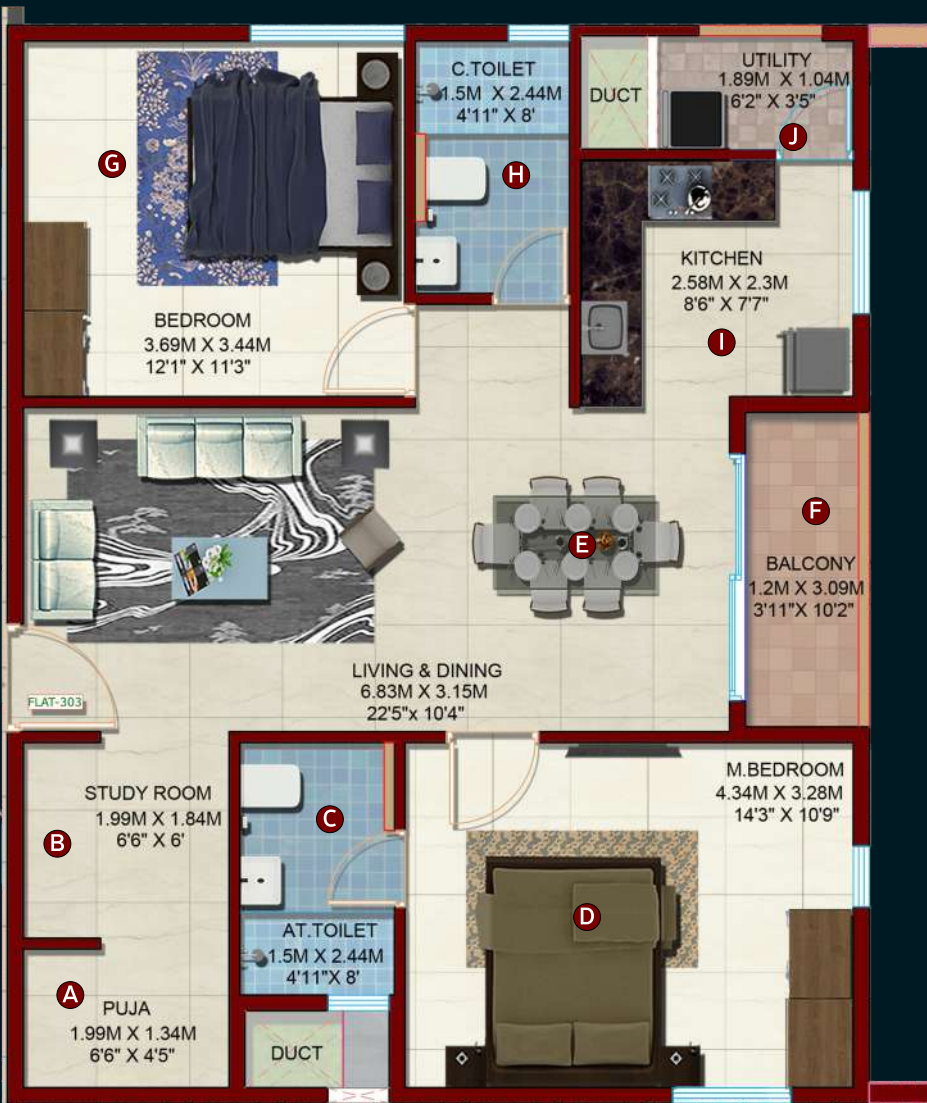 C.TOILET
1.5M X 2.44M
4'11" X 8'
DUCT
UTILITY
1.89M X 1.04M
6'2" X 3'5"
J
G
H
KITCHEN
2.58M X 2.3M
8'6" X 7'7"
I
BEDROOM
3.69M X 3.44M
12'1" X 11'3"
F
E
BALCONY
1.2M X 3.09M
3'11"X 10'2"
LIVING & DINING
6.83M X 3.15M
22'5"x 10'4"
FLAT-303
STUDY ROOM
1.99M X 1.84M
6'6" X 6'
B
C
M.BEDROOM
4.34M X 3.28M
14'3" X 10'9"
D
AT.TOILET
1.5M X 2.44M
4'11"X 8'
A
PUJA
1.99M X 1.34M
6'6" X 4'5"
DUCT